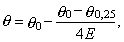 θ = θ₀ − (θ₀ − θ₀,₂₅)/(4E),